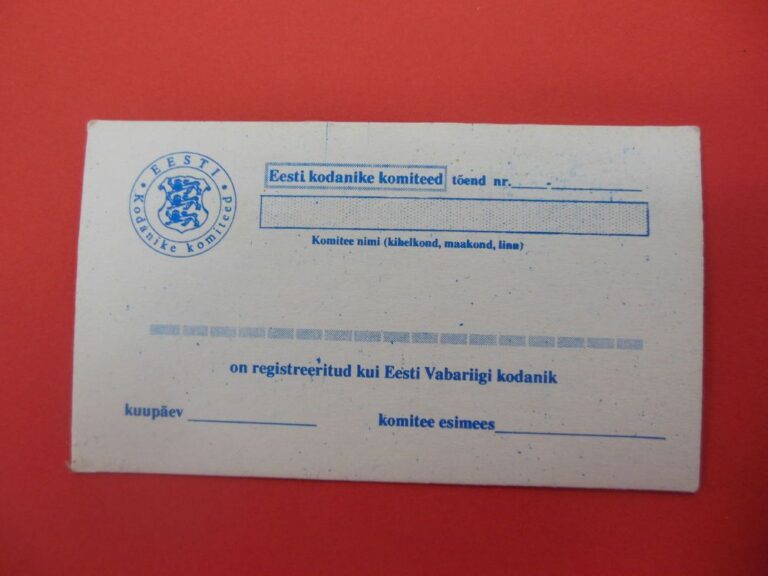 EESTI
Kodanike komiteed
Eesti kodanike komiteed tõend nr.
Komitee nimi (kihelkond, maakond, linn)
on registreeritud kui Eesti Vabariigi kodanik
kuupäev
komitee esimees